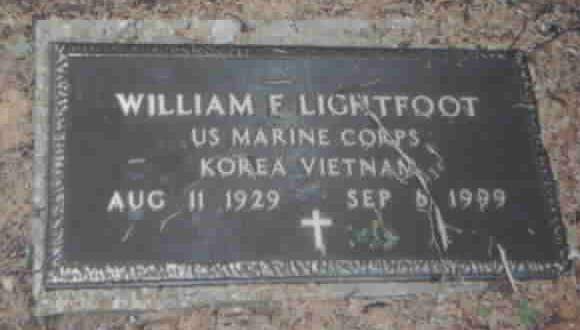 WILLIAM F LIGHTFOOT
US MARINE CORPS
KOREA VIETNAM
AUG 11 1929 SEP 6 1999